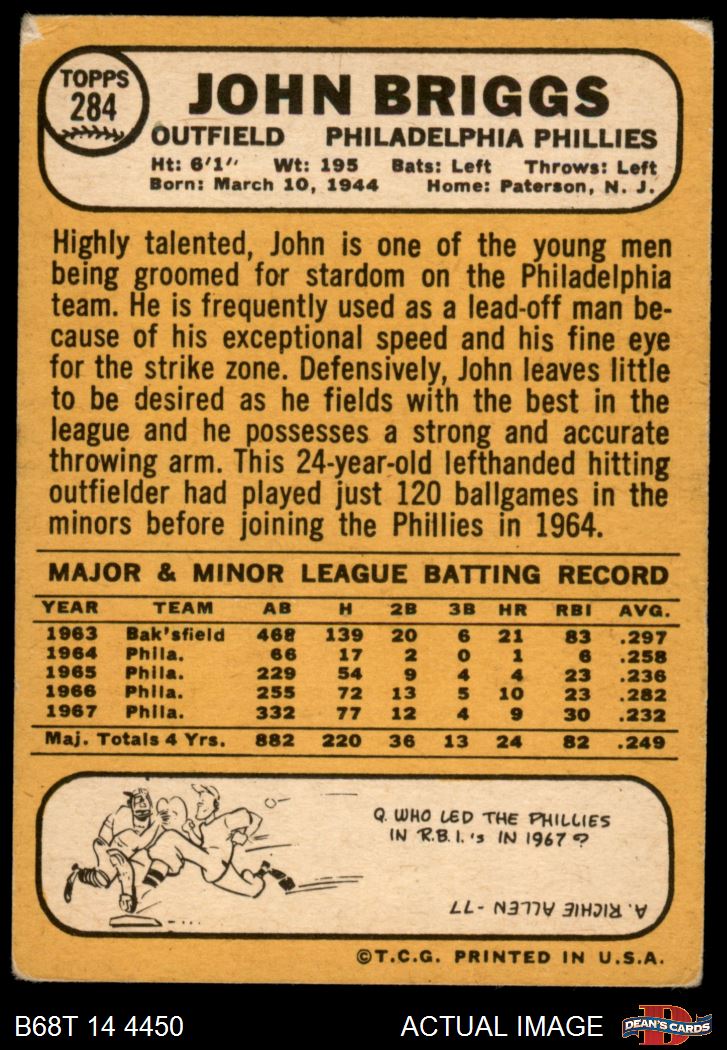 TOPPS
284
JOHN BRIGGS
OUTFIELD PHILADELPHIA PHILLIES
Ht: 6'1" Wt: 195 Bats: Left Throws: Left
Born: March 10, 1944 Home: Paterson, N. J.
Highly talented, John is one of the young men
being groomed for stardom on the Philadelphia
team. He is frequently used as a lead-off man be-
cause of his exceptional speed and his fine eye
for the strike zone. Defensively, John leaves little
to be desired as he fields with the best in the
league and he possesses a strong and accurate
throwing arm. This 24-year-old lefthanded hitting
outfielder had played just 120 ballgames in the
minors before joining the Phillies in 1964.
MAJOR & MINOR LEAGUE BATTING RECORD
YEAR TEAM AB H 2B 3B HR RBI AVG.
1963 Bak'sfield 468 139 20 6 21 83 .297
1964 Phila. 66 17 2 0 1 6 .258
1965 Phila. 229 54 9 4 4 23 .236
1966 Phila. 255 72 13 5 10 23 .282
1967 Phila. 332 77 12 4 9 30 .232
Maj. Totals 4 Yrs. 882 220 36 13 24 82 .249
Q. WHO LED THE PHILLIES
IN R.B.I.'s IN 1967?
A. RICHIE ALLEN -77
©T.C.G. PRINTED IN U.S.A.
B68T 14 4450 ACTUAL IMAGE
D
DEAN'S CARDS